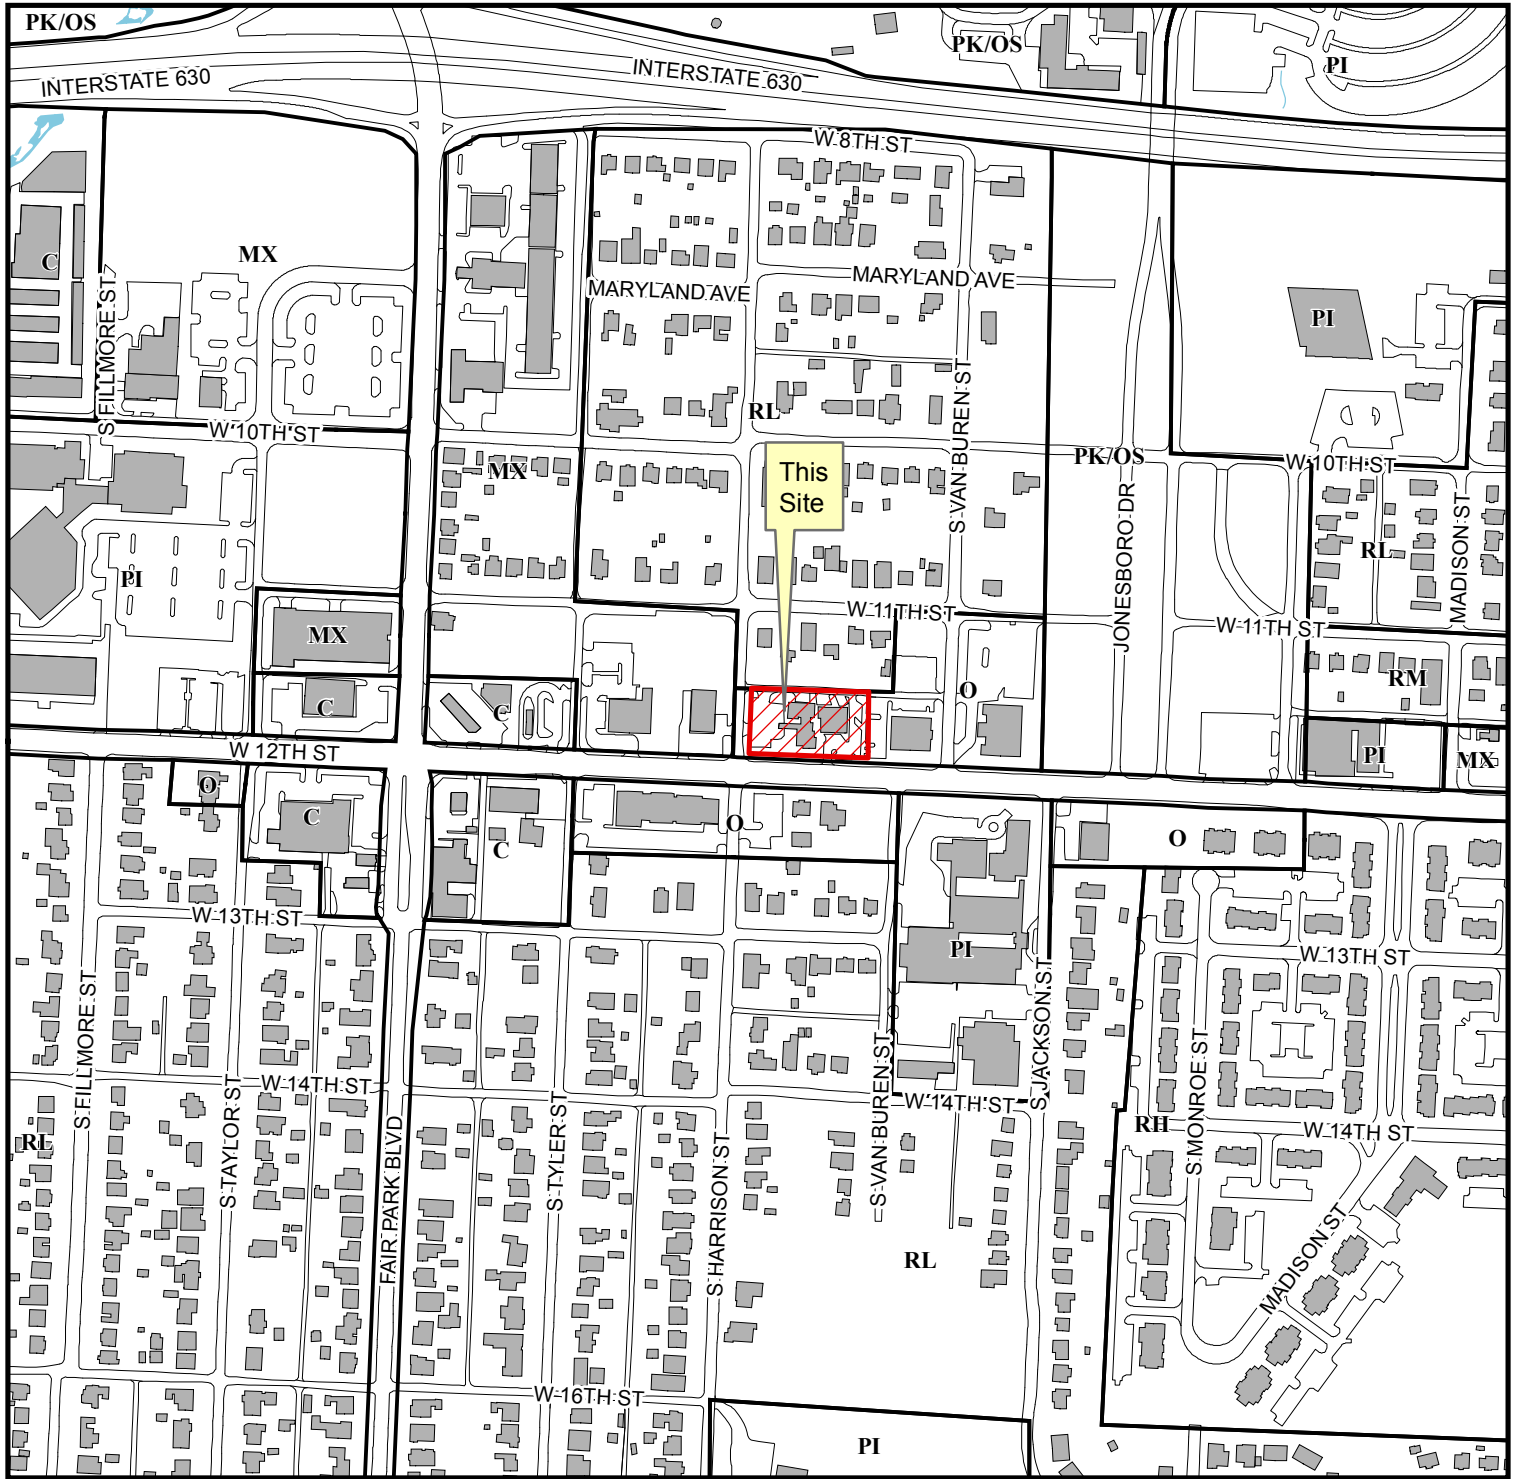 PK/OS
PK/OS
PI
INTERSTATE 630
INTERSTATE 630
W 8TH ST
MX
C
MARYLAND AVE
MARYLAND AVE
PI
S FILLMORE ST
S VAN BUREN ST
RL
W 10TH ST
MX
PK/OS
W 10TH ST
This
Site
JONESBORO DR
MADISON ST
RL
PI
W 11TH ST
W 11TH ST
MX
RM
O
C
C
W 12TH ST
PI
MX
O
C
O
C
O
W 13TH ST
PI
W 13TH ST
S FILLMORE ST
S JACKSON ST
S MONROE ST
W 14TH ST
S TAYLOR ST
S VAN BUREN ST
W 14TH ST
RL
RH
W 14TH ST
FAIR PARK BLVD
S TYLER ST
S HARRISON ST
MADISON ST
RL
W 16TH ST
PI